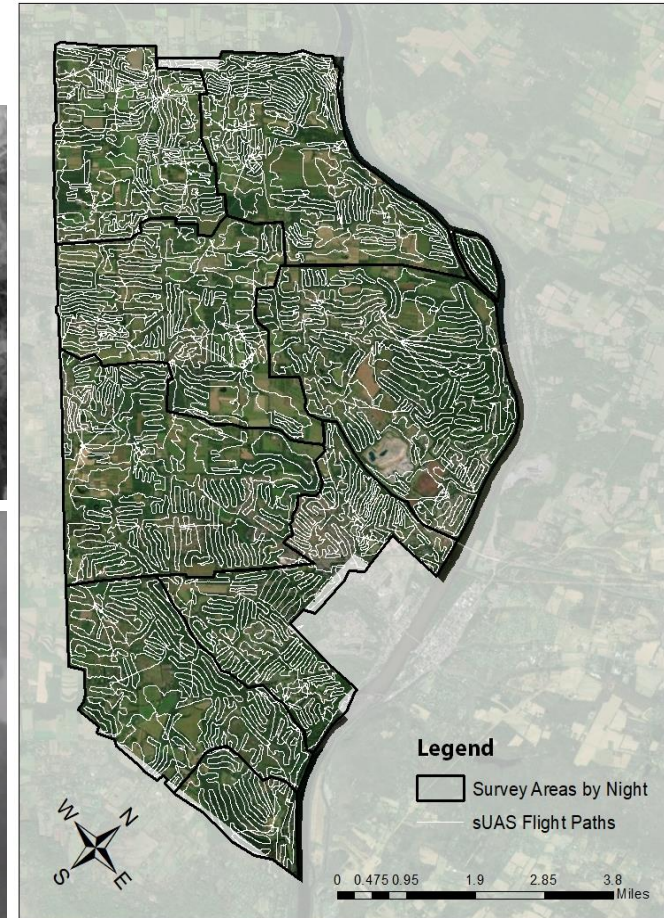 Legend
Survey Areas by Night
sUAS Flight Paths
W N
S E
0 0.475 0.95 1.9 2.85 3.8
Miles